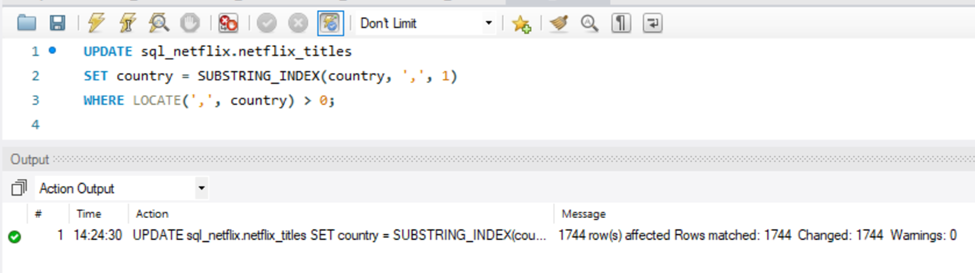 Don't Limit
1 UPDATE sql_netflix.netflix_titles
2 SET country = SUBSTRING_INDEX(country, ',', 1)
3 WHERE LOCATE(',', country) > 0;
4
Output
Action Output
# Time Action Message
1 14:24:30 UPDATE sql_netflix.netflix_titles SET country = SUBSTRING_INDEX(cou... 1744 row(s) affected Rows matched: 1744 Changed: 1744 Warnings: 0